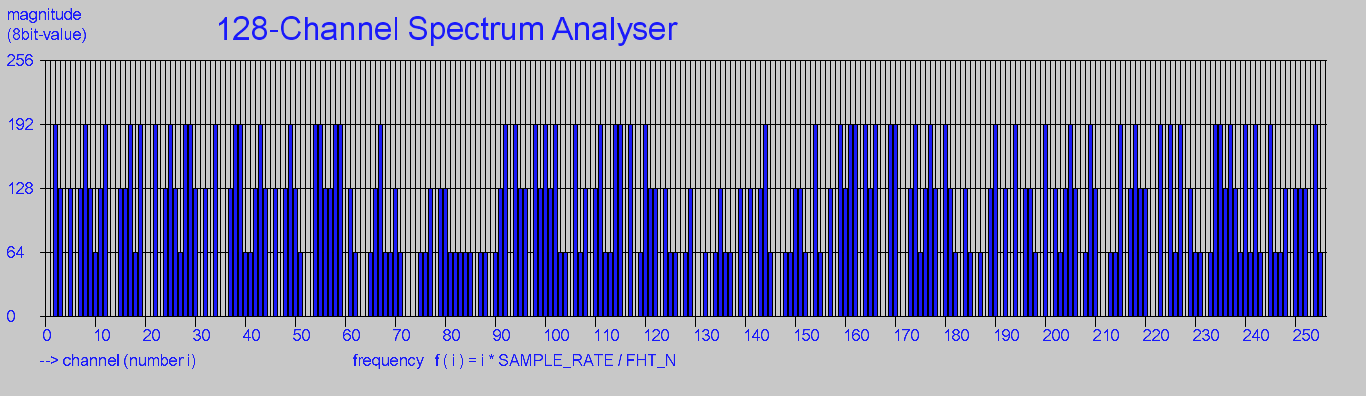 magnitude
(8bit-value)
128-Channel Spectrum Analyser
256
192
128
64
0
0 10 20 30 40 50 60 70 80 90 100 110 120 130 140 150 160 170 180 190 200 210 220 230 240 250
--> channel (number i)
frequency f ( i ) = i * SAMPLE_RATE / FHT_N